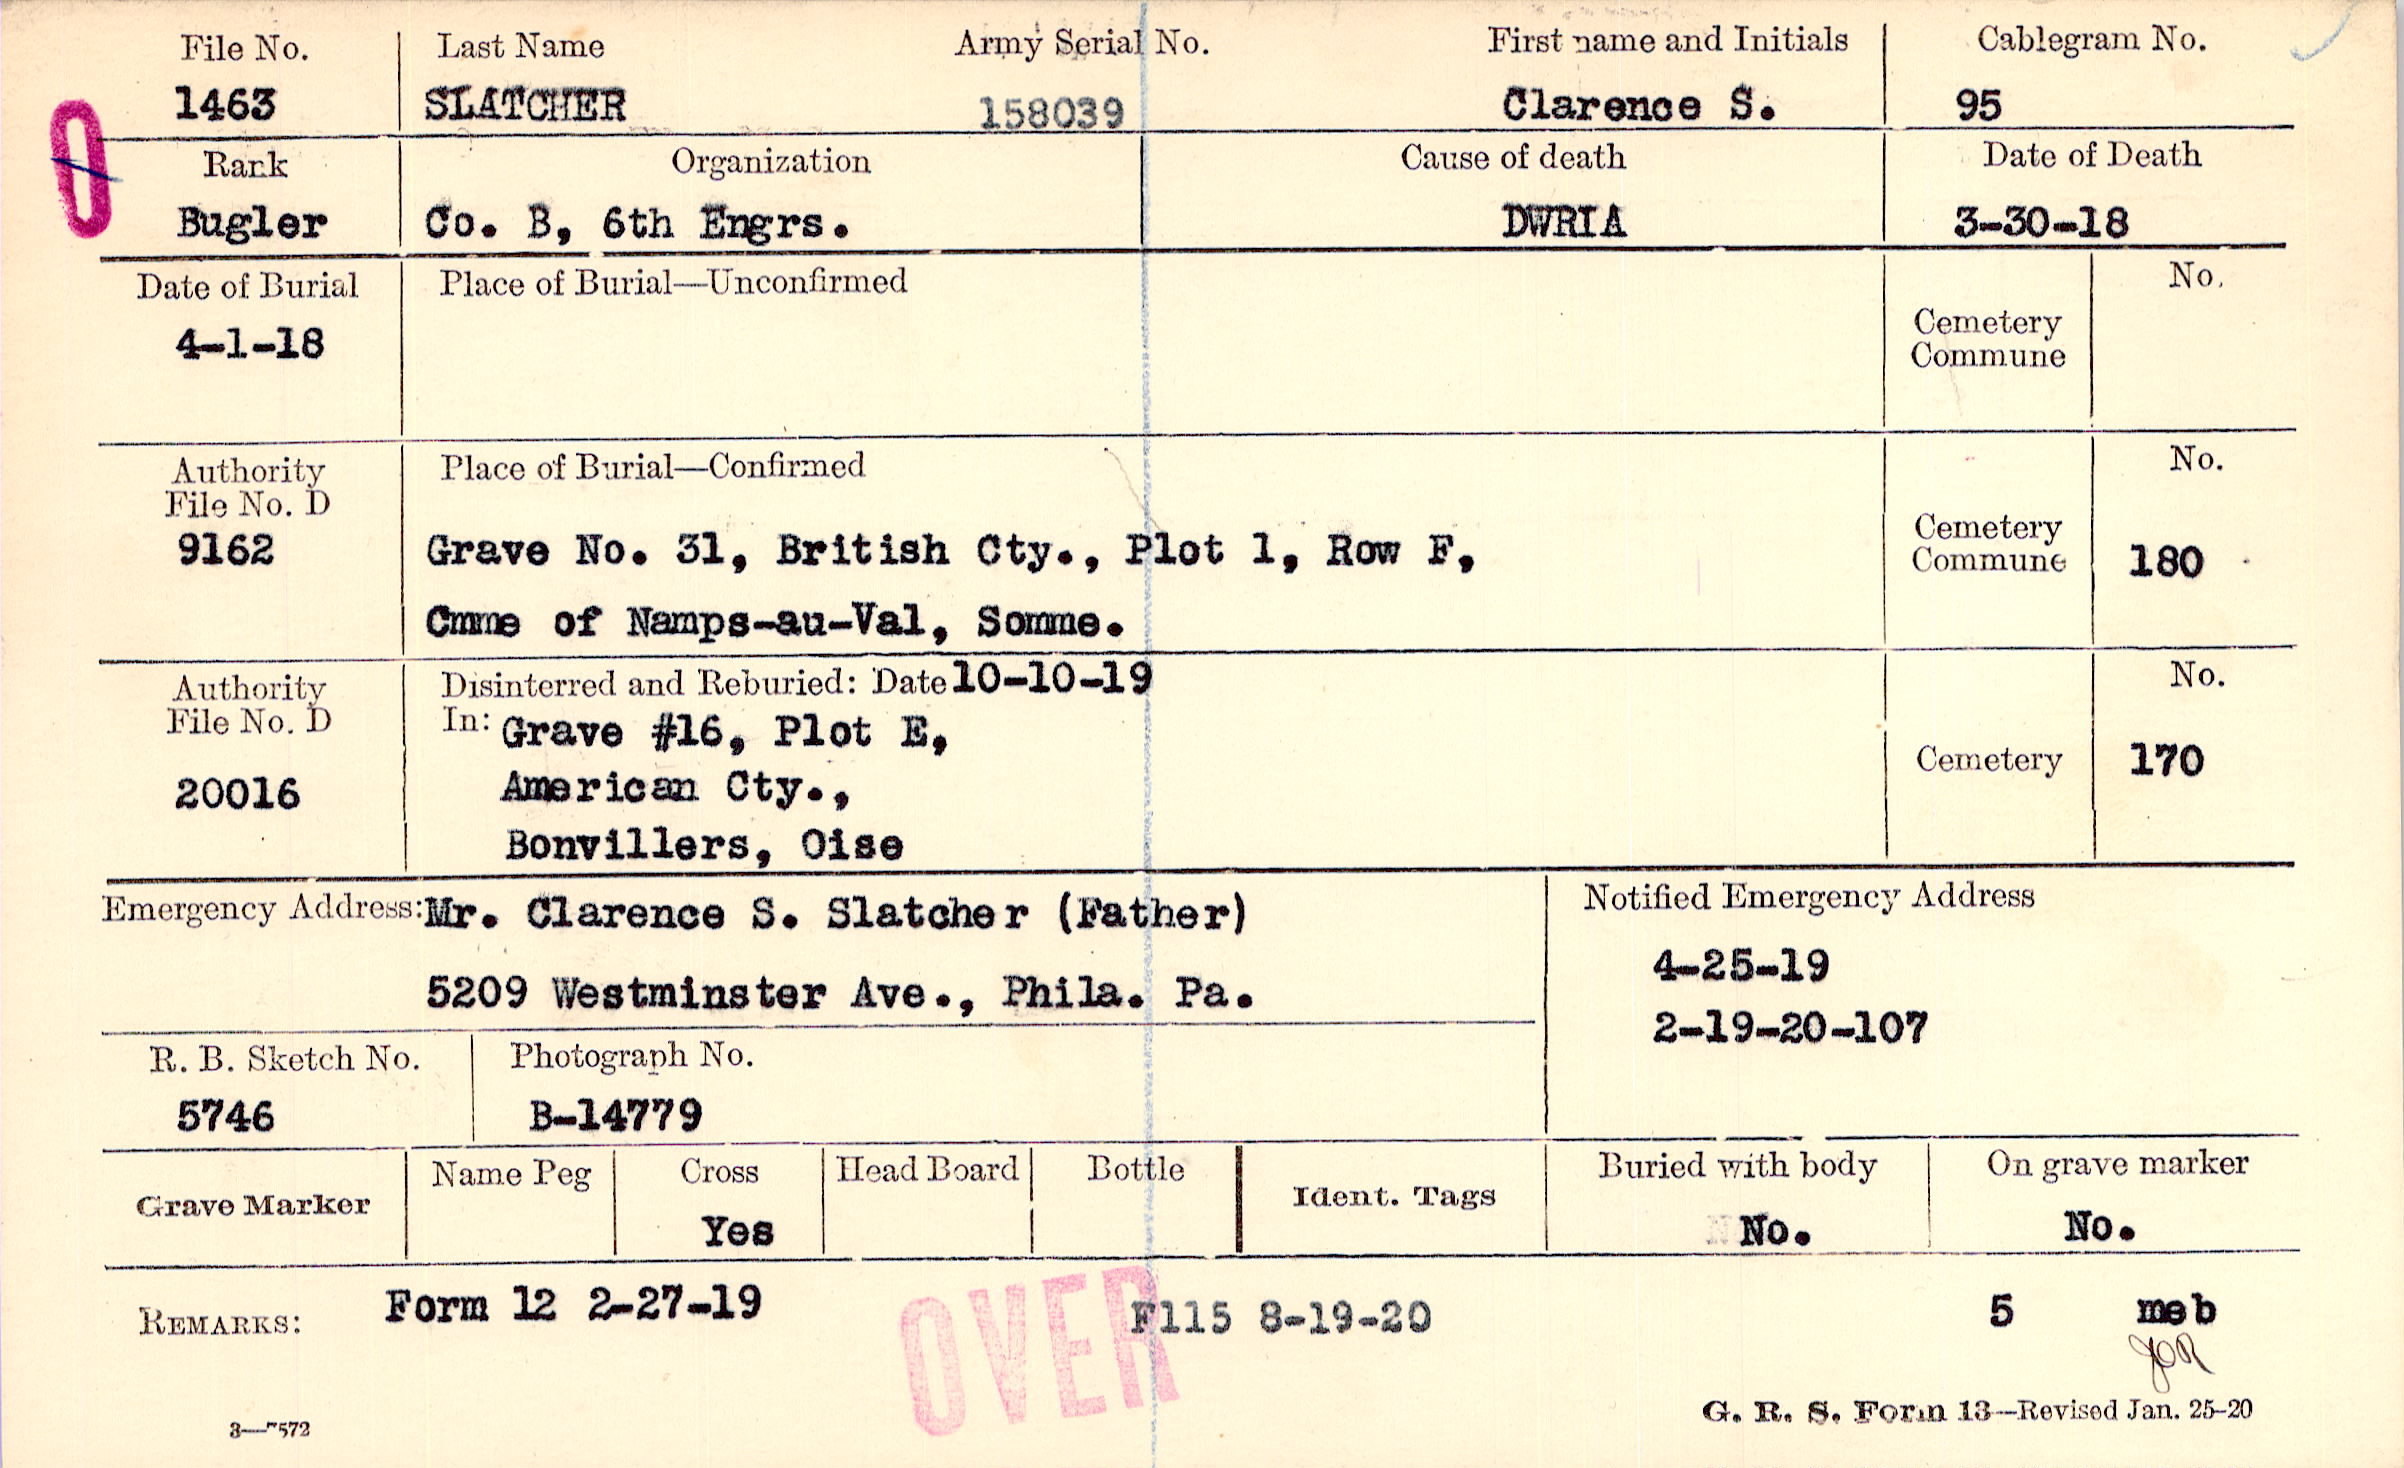 File No. Last Name Army Serial No. First name and Initials Cablegram No.
1463 SLATCHER 158039 Clarence S. 95
Rank Organization Cause of death Date of Death
Bugler Co. B, 6th Engrs. DWRIA 3-30-18
Date of Burial Place of Burial—Unconfirmed No.
4-1-18 Cemetery
Commune
Authority Place of Burial—Confirmed No.
File No. D
9162 Grave No. 31, British Cty., Plot 1, Row F, Cemetery
Commune 180
Cmme of Namps-au-Val, Somme.
Authority Disinterred and Reburied: Date 10-10-19 No.
File No. D In: Grave #16, Plot E,
20016 American Cty., Cemetery 170
Bonvillers, Oise
Emergency Address: Mr. Clarence S. Slatcher (Father) Notified Emergency Address
4-25-19
5209 Westminster Ave., Phila. Pa.
2-19-20-107
R. B. Sketch No. Photograph No.
5746 B-14779
Grave Marker Name Peg Cross Head Board Bottle Ident. Tags Buried with body On grave marker
Yes No. No.
REMARKS: Form 12 2-27-19 F115 8-19-20 5 meb
OVER JOR
3—7572 G. R. S. Form 13—Revised Jan. 25-20